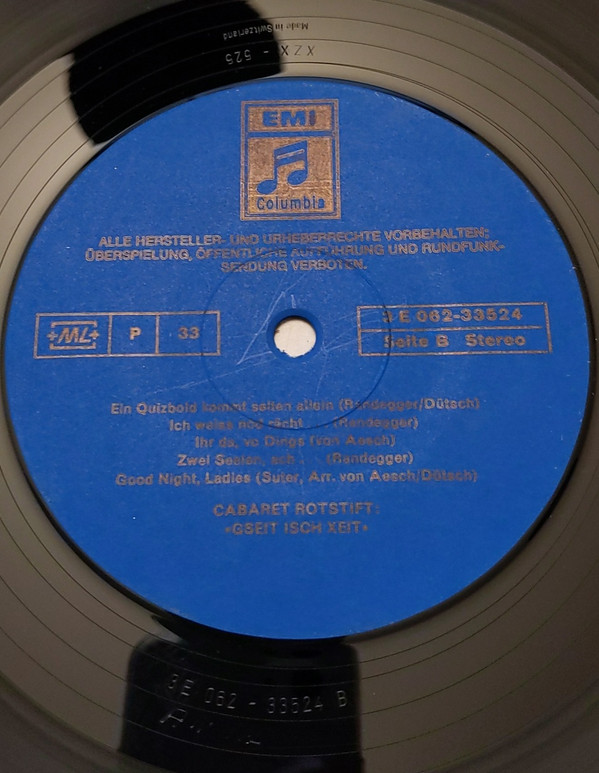 Made in Switzerland
XZX - 525
EMI
Columbia
ALLE HERSTELLER- UND URHEBERRECHTE VORBEHALTEN:
ÜBERSPIELUNG, ÖFFENTLICHE AUFFÜHRUNG UND RUNDFUNK-
SENDUNG VERBOTEN.
+ML+ P 33
3 E 062-33524
Seite B Stereo
Ein Quizbold kommt selten allein (Randegger/Dütsch)
Ich weiss nod rächt . . . (Randegger)
Ihr da, vo Dings (von Aesch)
Zwei Seelen, ach . . . (Randegger)
Good Night, Ladies (Suter, Arr. von Aesch/Dütsch)
CABARET ROTSTIFT:
«GSEIT ISCH XEIT»
3E 062 - 33524 B